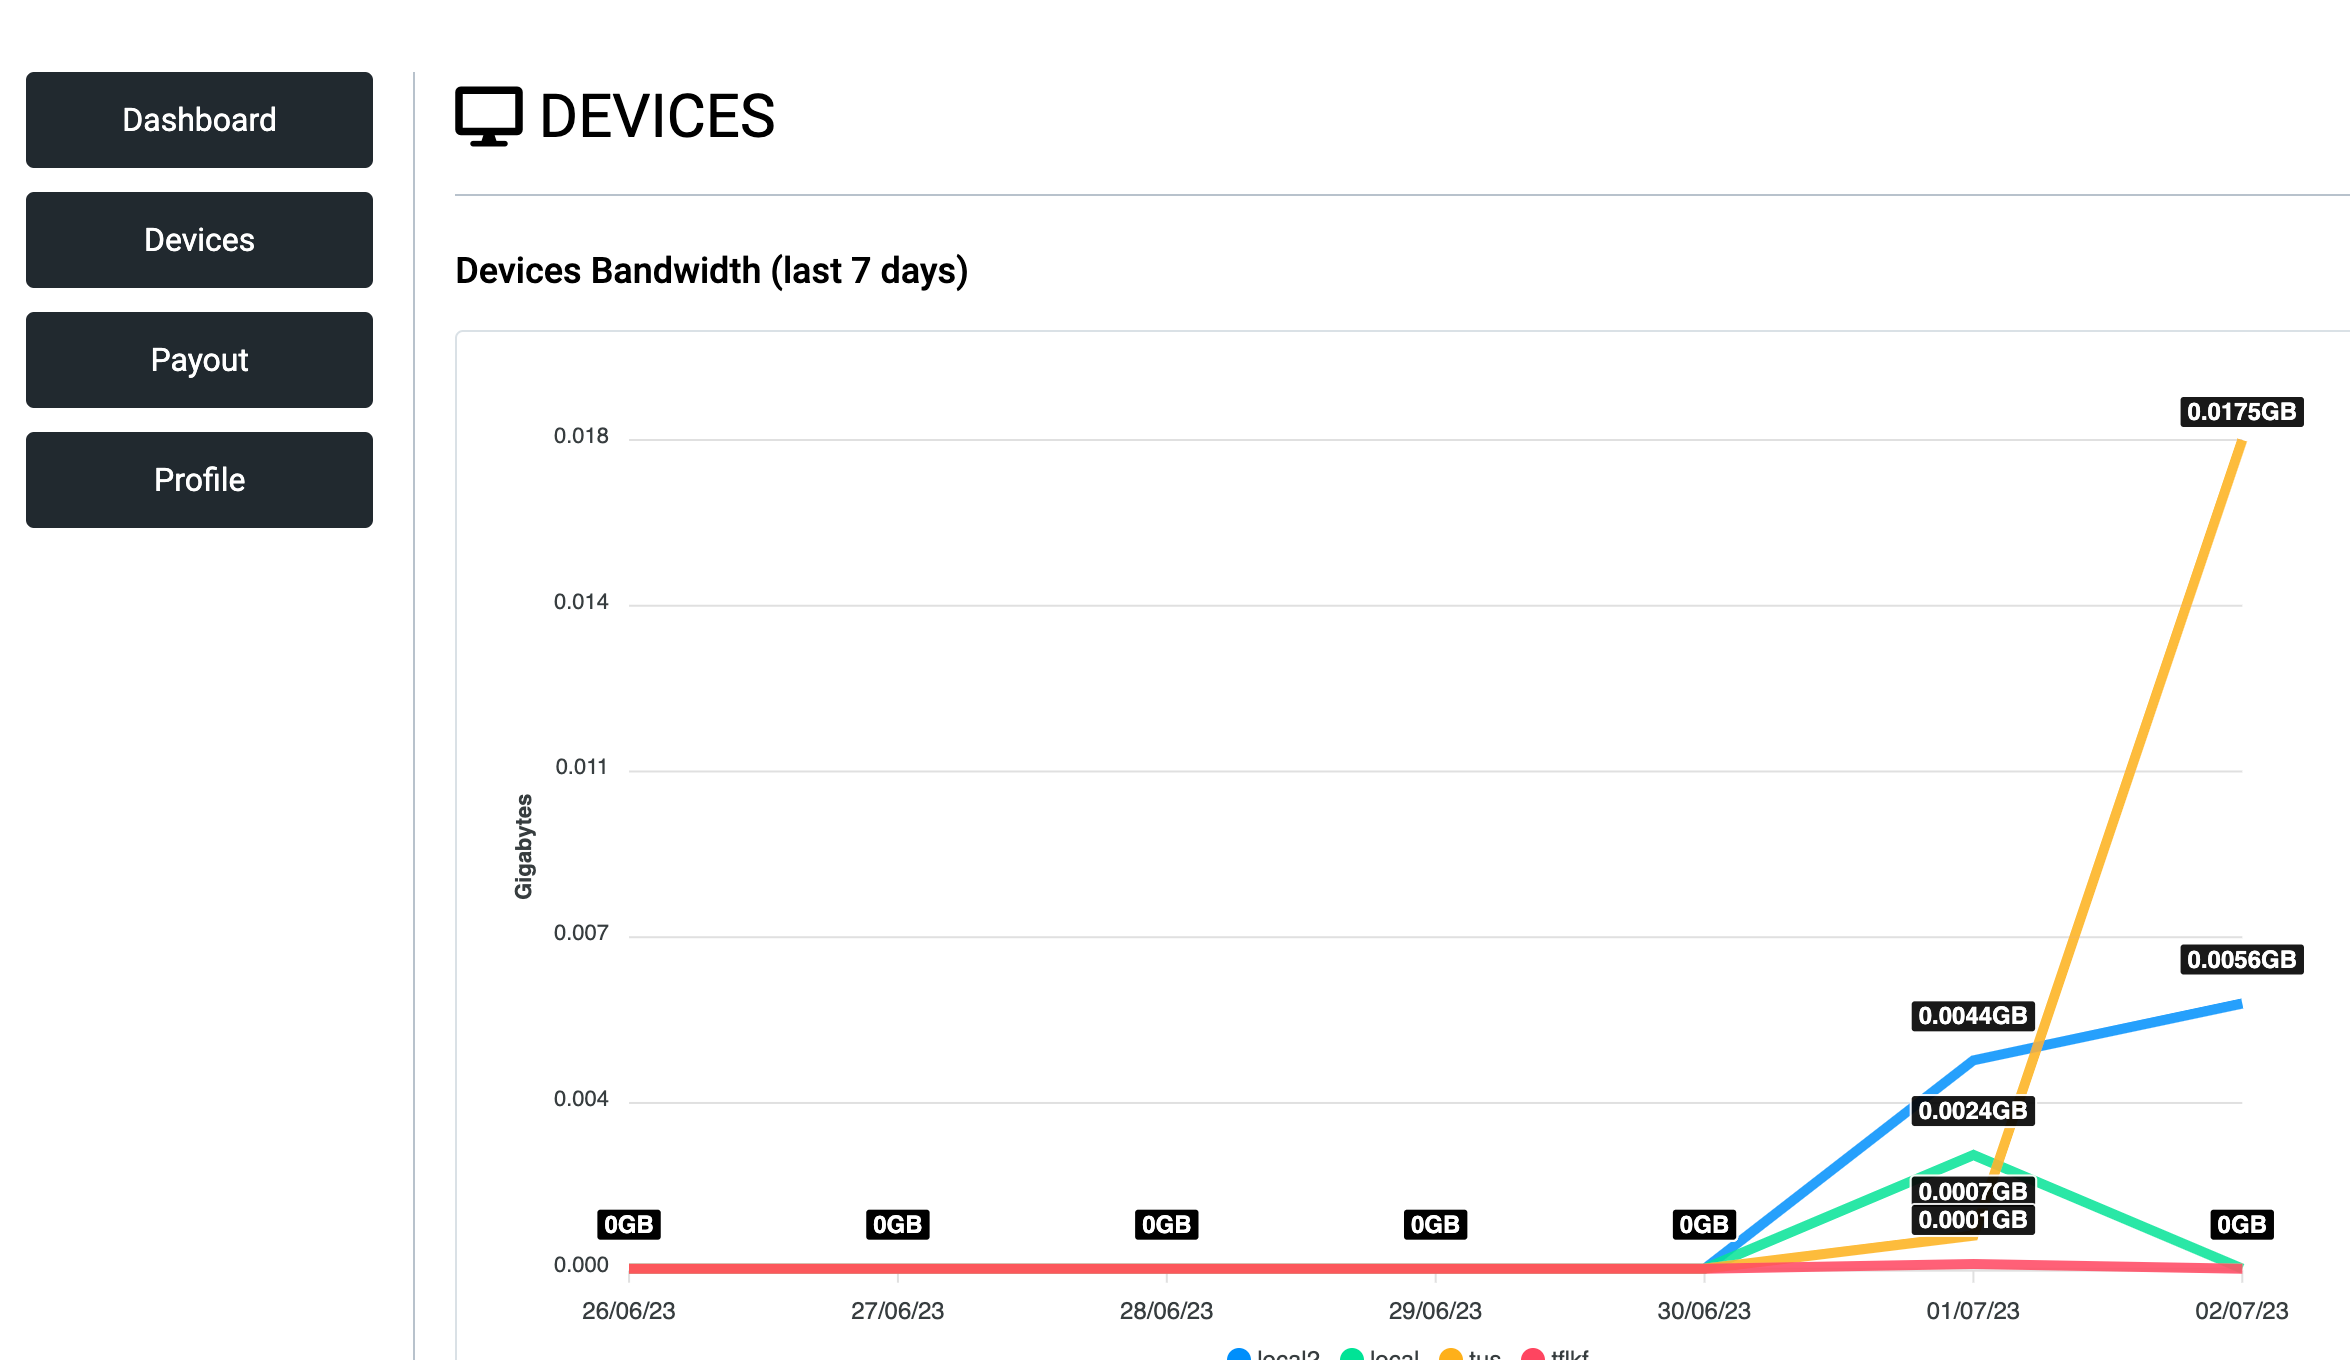 Dashboard
Devices
Payout
Profile
DEVICES
Devices Bandwidth (last 7 days)
Gigabytes
0.018
0.014
0.011
0.007
0.004
0.000
0.0175GB
0.0056GB
0.0044GB
0.0024GB
0.0007GB
0.0001GB
0GB 0GB 0GB 0GB 0GB 0GB
26/06/23 27/06/23 28/06/23 29/06/23 30/06/23 01/07/23 02/07/23
local2 local tus